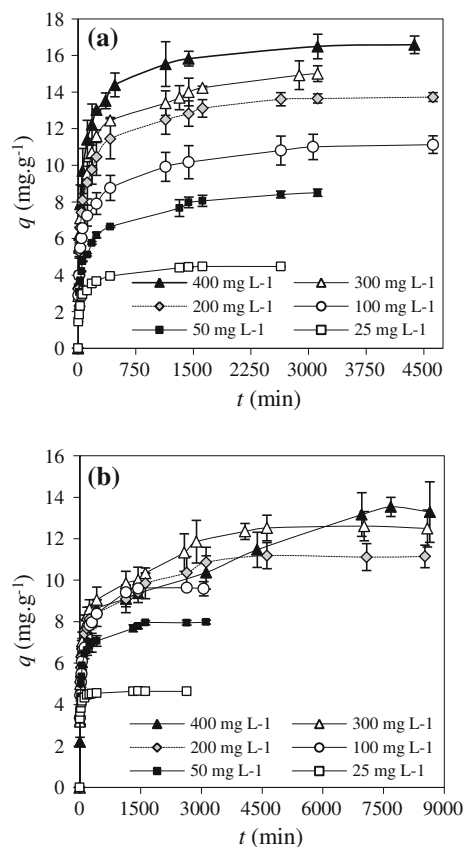 (a)
18
16
14
12
10
8
6
4
2
0
q (mg.g⁻¹)
400 mg L-1 300 mg L-1
200 mg L-1 100 mg L-1
50 mg L-1 25 mg L-1
0 750 1500 2250 3000 3750 4500
t (min)
(b)
16
14
12
10
8
6
4
2
0
q (mg.g⁻¹)
400 mg L-1 300 mg L-1
200 mg L-1 100 mg L-1
50 mg L-1 25 mg L-1
0 1500 3000 4500 6000 7500 9000
t (min)